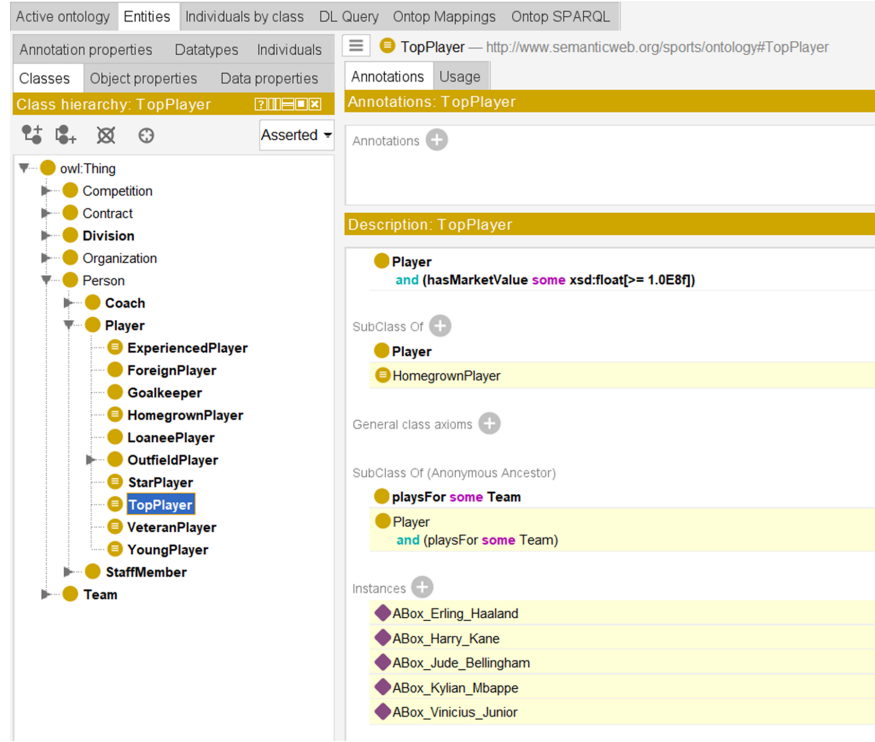 Active ontology Entities Individuals by class DL Query Ontop Mappings Ontop SPARQL
Annotation properties Datatypes Individuals
Classes Object properties Data properties
Class hierarchy: TopPlayer
Asserted
owl:Thing
Competition
Contract
Division
Organization
Person
Coach
Player
ExperiencedPlayer
ForeignPlayer
Goalkeeper
HomegrownPlayer
LoaneePlayer
OutfieldPlayer
StarPlayer
TopPlayer
VeteranPlayer
YoungPlayer
StaffMember
Team
TopPlayer — http://www.semanticweb.org/sports/ontology#TopPlayer
Annotations Usage
Annotations: TopPlayer
Annotations
Description: TopPlayer
Player
and (hasMarketValue some xsd:float[>= 1.0E8f])
SubClass Of
Player
HomegrownPlayer
General class axioms
SubClass Of (Anonymous Ancestor)
playsFor some Team
Player
and (playsFor some Team)
Instances
ABox_Erling_Haaland
ABox_Harry_Kane
ABox_Jude_Bellingham
ABox_Kylian_Mbappe
ABox_Vinicius_Junior